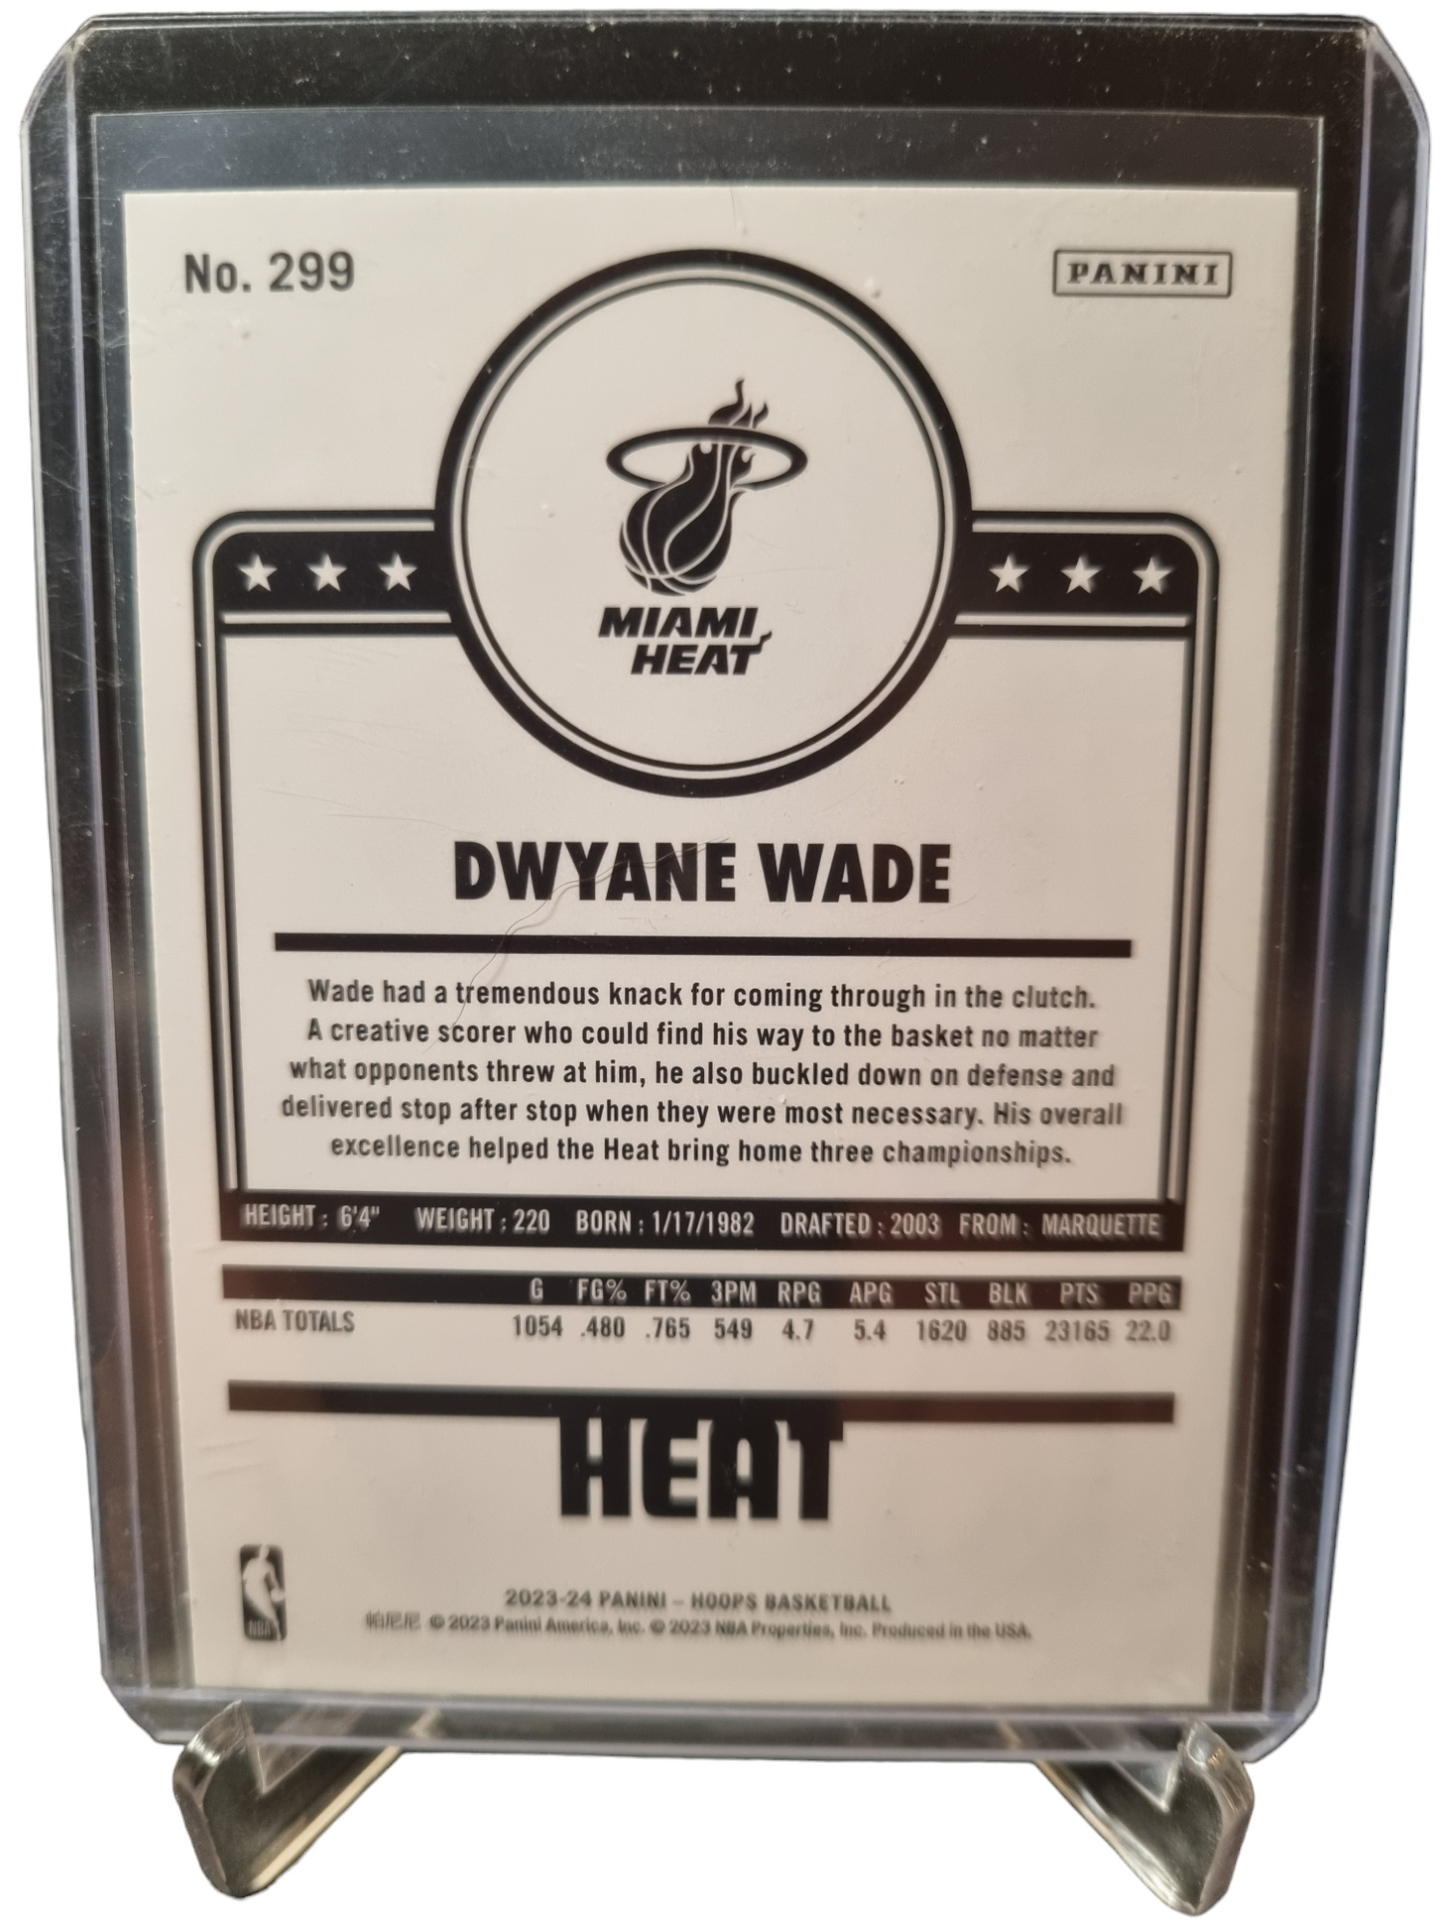 No. 299
PANINI
MIAMI
HEAT
DWYANE WADE
Wade had a tremendous knack for coming through in the clutch.
A creative scorer who could find his way to the basket no matter
what opponents threw at him, he also buckled down on defense and
delivered stop after stop when they were most necessary. His overall
excellence helped the Heat bring home three championships.
HEIGHT : 6'4" WEIGHT : 220 BORN : 1/17/1982 DRAFTED : 2003 FROM : MARQUETTE
G FG% FT% 3PM RPG APG STL BLK PTS PPG
NBA TOTALS 1054 .480 .765 549 4.7 5.4 1620 885 23165 22.0
HEAT
NBA
2023-24 PANINI – HOOPS BASKETBALL
帕尼尼 © 2023 Panini America, Inc. © 2023 NBA Properties, Inc. Produced in the USA.